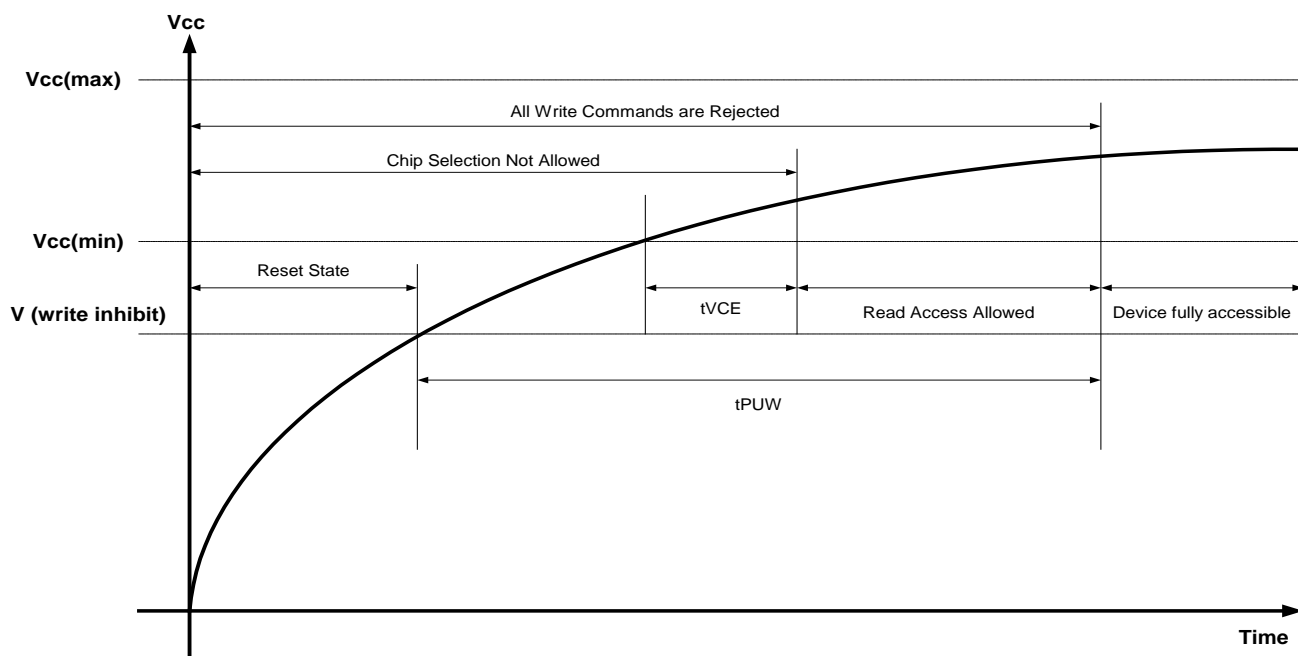 Vcc
Vcc(max)
All Write Commands are Rejected
Chip Selection Not Allowed
Vcc(min)
Reset State
V (write inhibit)
tVCE
Read Access Allowed
Device fully accessible
tPUW
Time